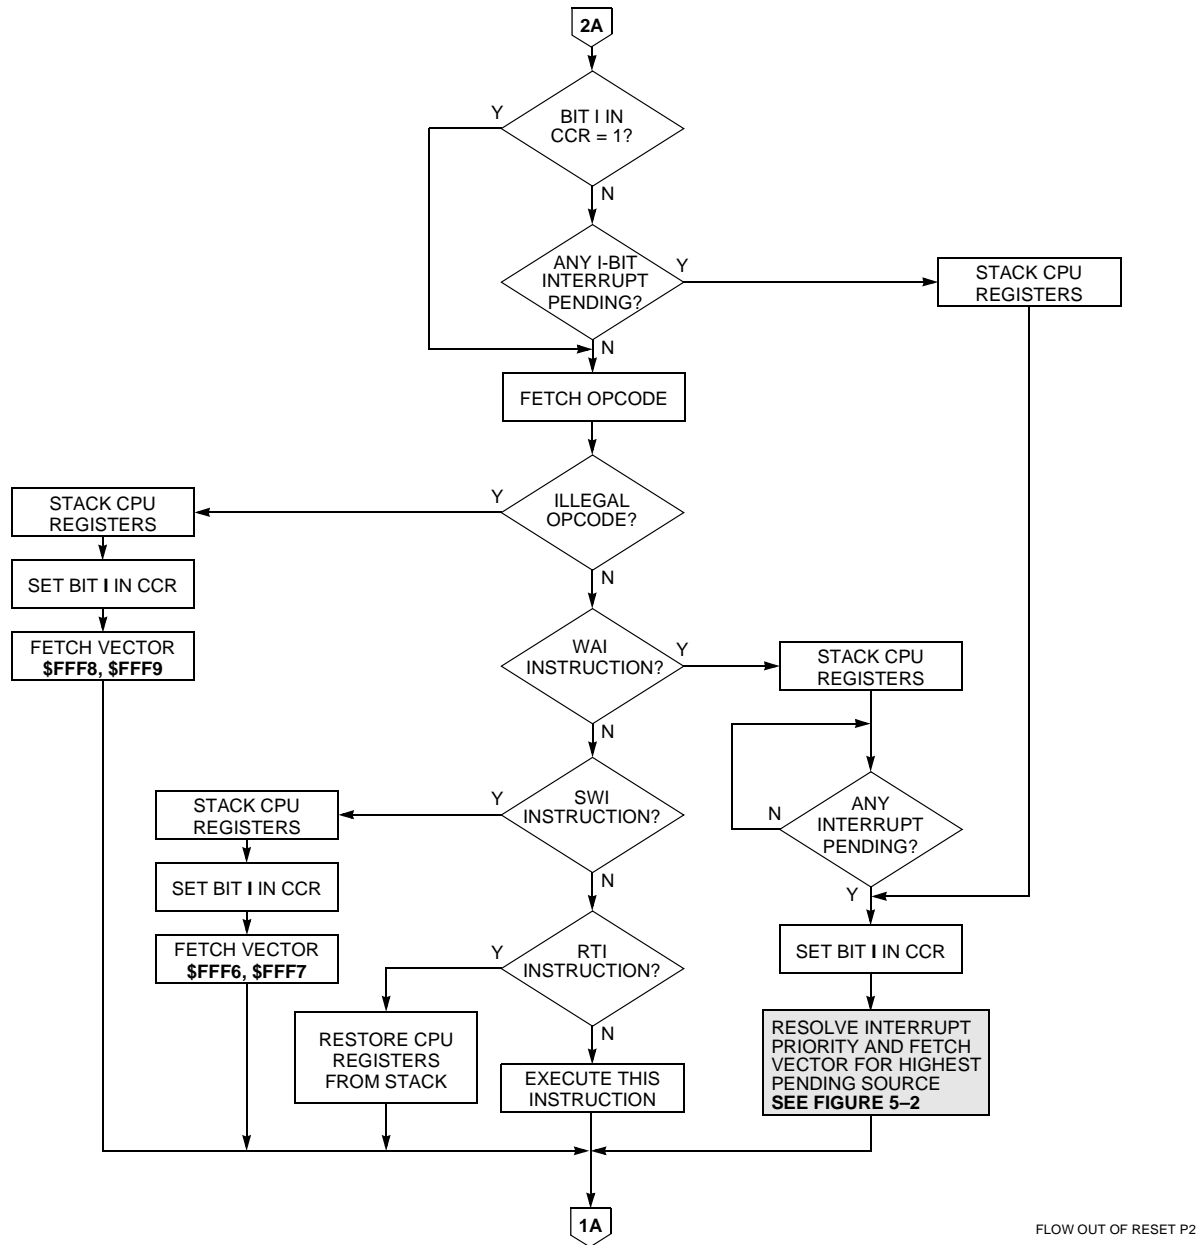 2A
BIT I IN
CCR = 1?
Y
N
ANY I-BIT
INTERRUPT
PENDING?
Y
N
STACK CPU
REGISTERS
FETCH OPCODE
ILLEGAL
OPCODE?
Y
N
STACK CPU
REGISTERS
SET BIT I IN CCR
FETCH VECTOR
$FFF8, $FFF9
WAI
INSTRUCTION?
Y
N
STACK CPU
REGISTERS
ANY
INTERRUPT
PENDING?
N
Y
SWI
INSTRUCTION?
Y
N
STACK CPU
REGISTERS
SET BIT I IN CCR
FETCH VECTOR
$FFF6, $FFF7
RTI
INSTRUCTION?
Y
N
RESTORE CPU
REGISTERS
FROM STACK
EXECUTE THIS
INSTRUCTION
SET BIT I IN CCR
RESOLVE INTERRUPT
PRIORITY AND FETCH
VECTOR FOR HIGHEST
PENDING SOURCE
SEE FIGURE 5–2
1A
FLOW OUT OF RESET P2